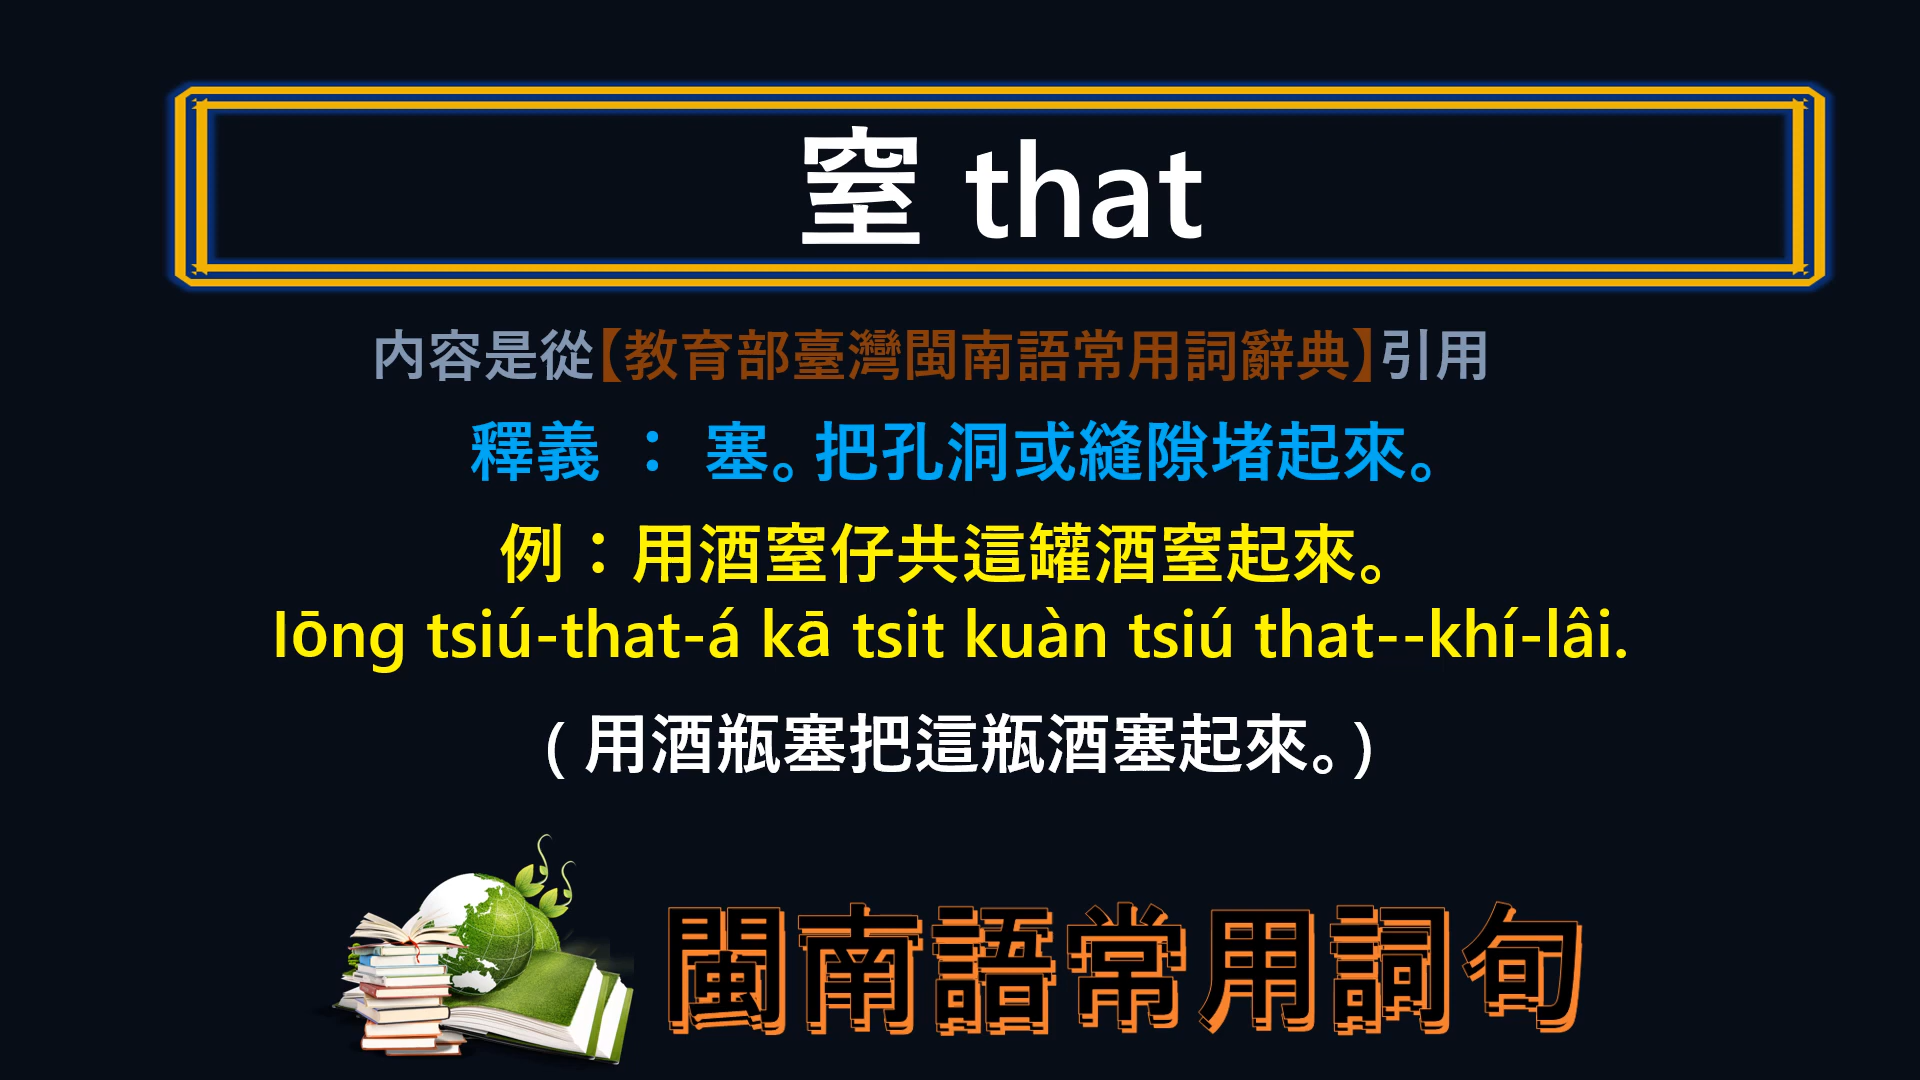 窒 that
内容是從【教育部臺灣閩南語常用詞辭典】引用
釋義 ： 塞。把孔洞或縫隙堵起來。
例：用酒窒仔共這罐酒窒起來。
Iōng tsiú-that-á kā tsit kuàn tsiú that--khí-lâi.
( 用酒瓶塞把這瓶酒塞起來。)
閩南語常用詞句